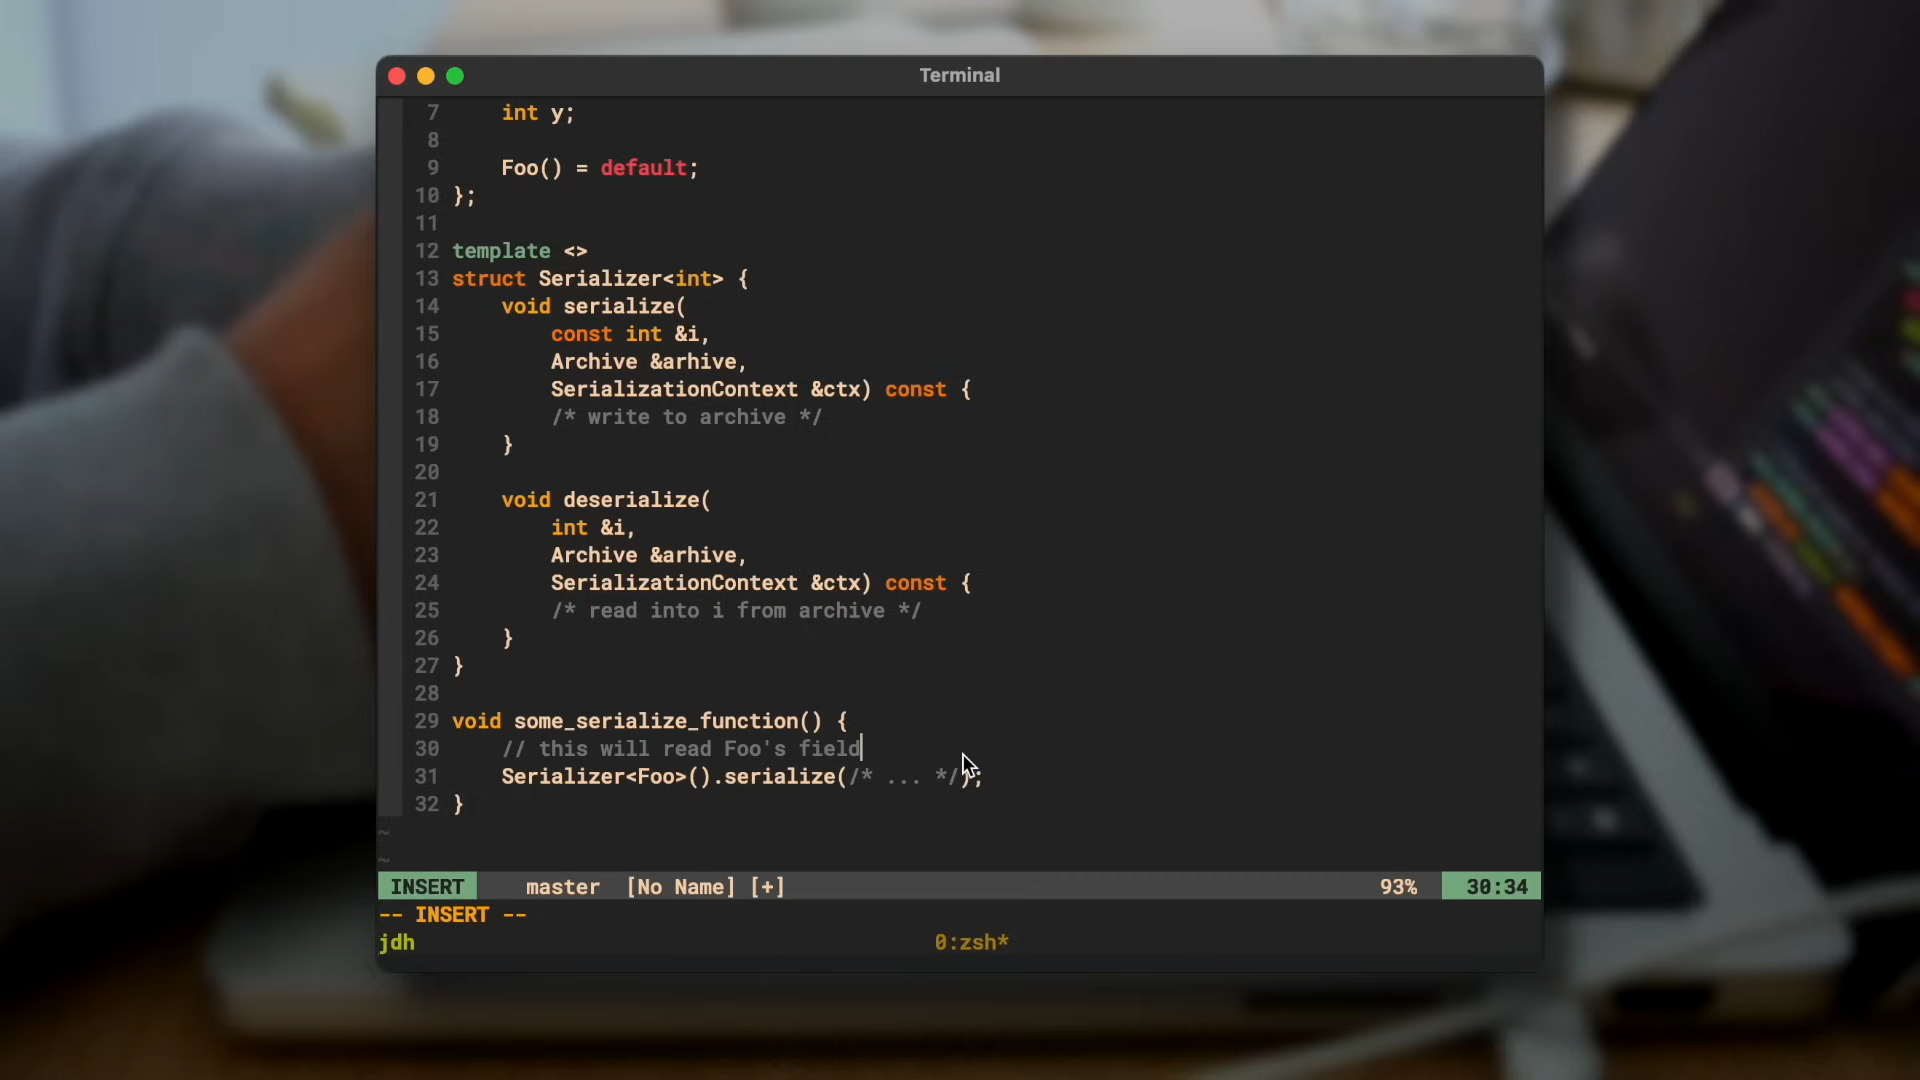 Terminal
7 int y;
8
9 Foo() = default;
10 };
11
12 template <>
13 struct Serializer<int> {
14 void serialize(
15 const int &i,
16 Archive &arhive,
17 SerializationContext &ctx) const {
18 /* write to archive */
19 }
20
21 void deserialize(
22 int &i,
23 Archive &arhive,
24 SerializationContext &ctx) const {
25 /* read into i from archive */
26 }
27 }
28
29 void some_serialize_function() {
30 // this will read Foo's field
31 Serializer<Foo>().serialize(/* ... */);
32 }
~
~
INSERT master [No Name] [+] 93% 30:34
-- INSERT --
jdh 0:zsh*